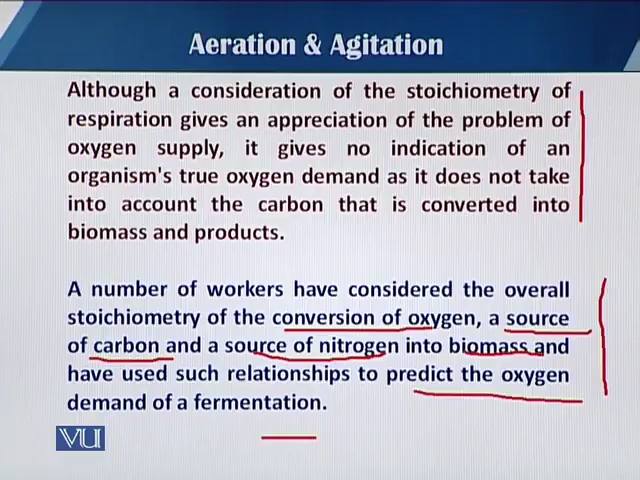 Aeration & Agitation
Although a consideration of the stoichiometry of
respiration gives an appreciation of the problem of
oxygen supply, it gives no indication of an
organism's true oxygen demand as it does not take
into account the carbon that is converted into
biomass and products.
A number of workers have considered the overall
stoichiometry of the conversion of oxygen, a source
of carbon and a source of nitrogen into biomass and
have used such relationships to predict the oxygen
demand of a fermentation.
VU